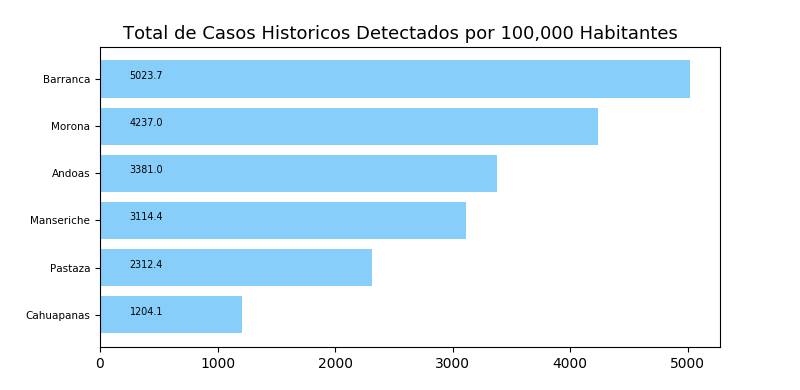 Total de Casos Historicos Detectados por 100,000 Habitantes
Barranca 5023.7
Morona 4237.0
Andoas 3381.0
Manseriche 3114.4
Pastaza 2312.4
Cahuapanas 1204.1
0 1000 2000 3000 4000 5000